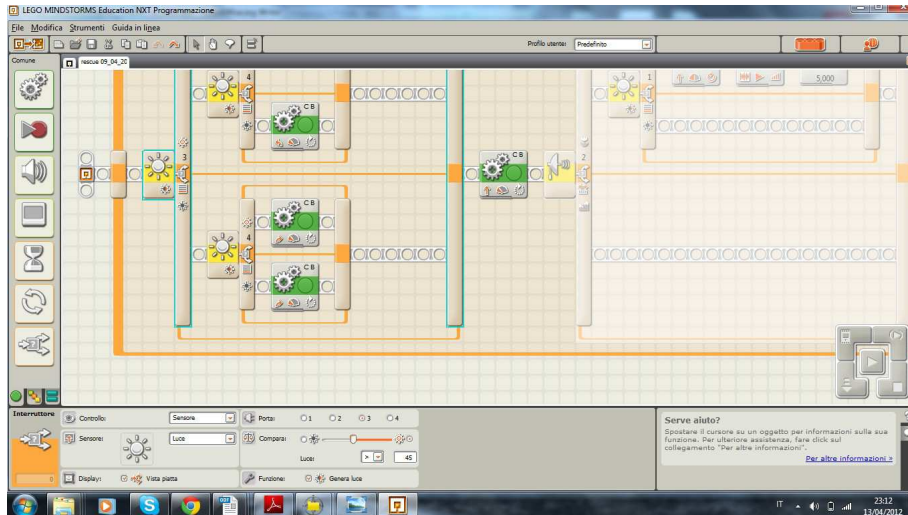 LEGO MINDSTORMS Education NXT Programmazione
File Modifica Strumenti Guida in linea
Profilo utente: Predefinito
Comune
rescue 09_04_20
4
1
5,000
C B
3
C B
2
C B
4
C B
Interruttore
Controllo: Sensore
Porta: 1 2 3 4
Sensore: Luce
Compara:
Luce: > 45
Display: Vista piatta
Funzione: Genera luce
0
Serve aiuto?
Spostare il cursore su un oggetto per informazioni sulla sua
funzione. Per ulteriore assistenza, fare click sul
collegamento "Per altre informazioni".
Per altre informazioni »
IT
23:12
13/04/2012